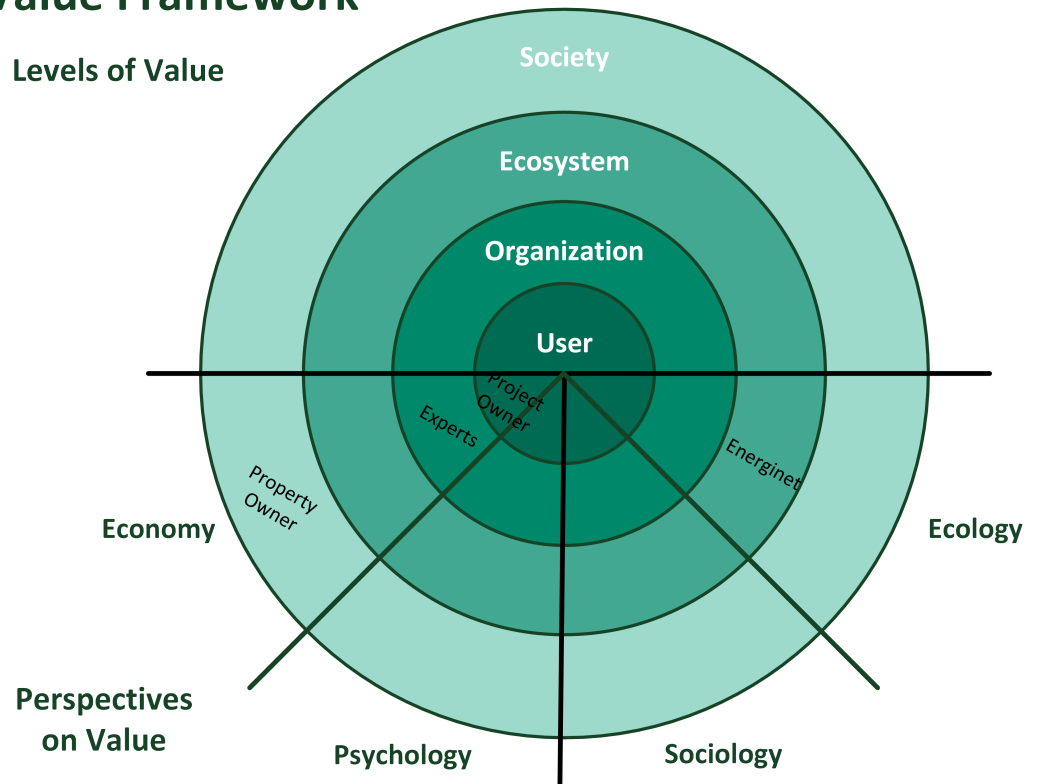 Value Framework
Levels of Value
Society
Ecosystem
Organization
User
Project
Owner
Experts
Energinet
Property
Owner
Economy
Ecology
Perspectives
on Value
Psychology
Sociology